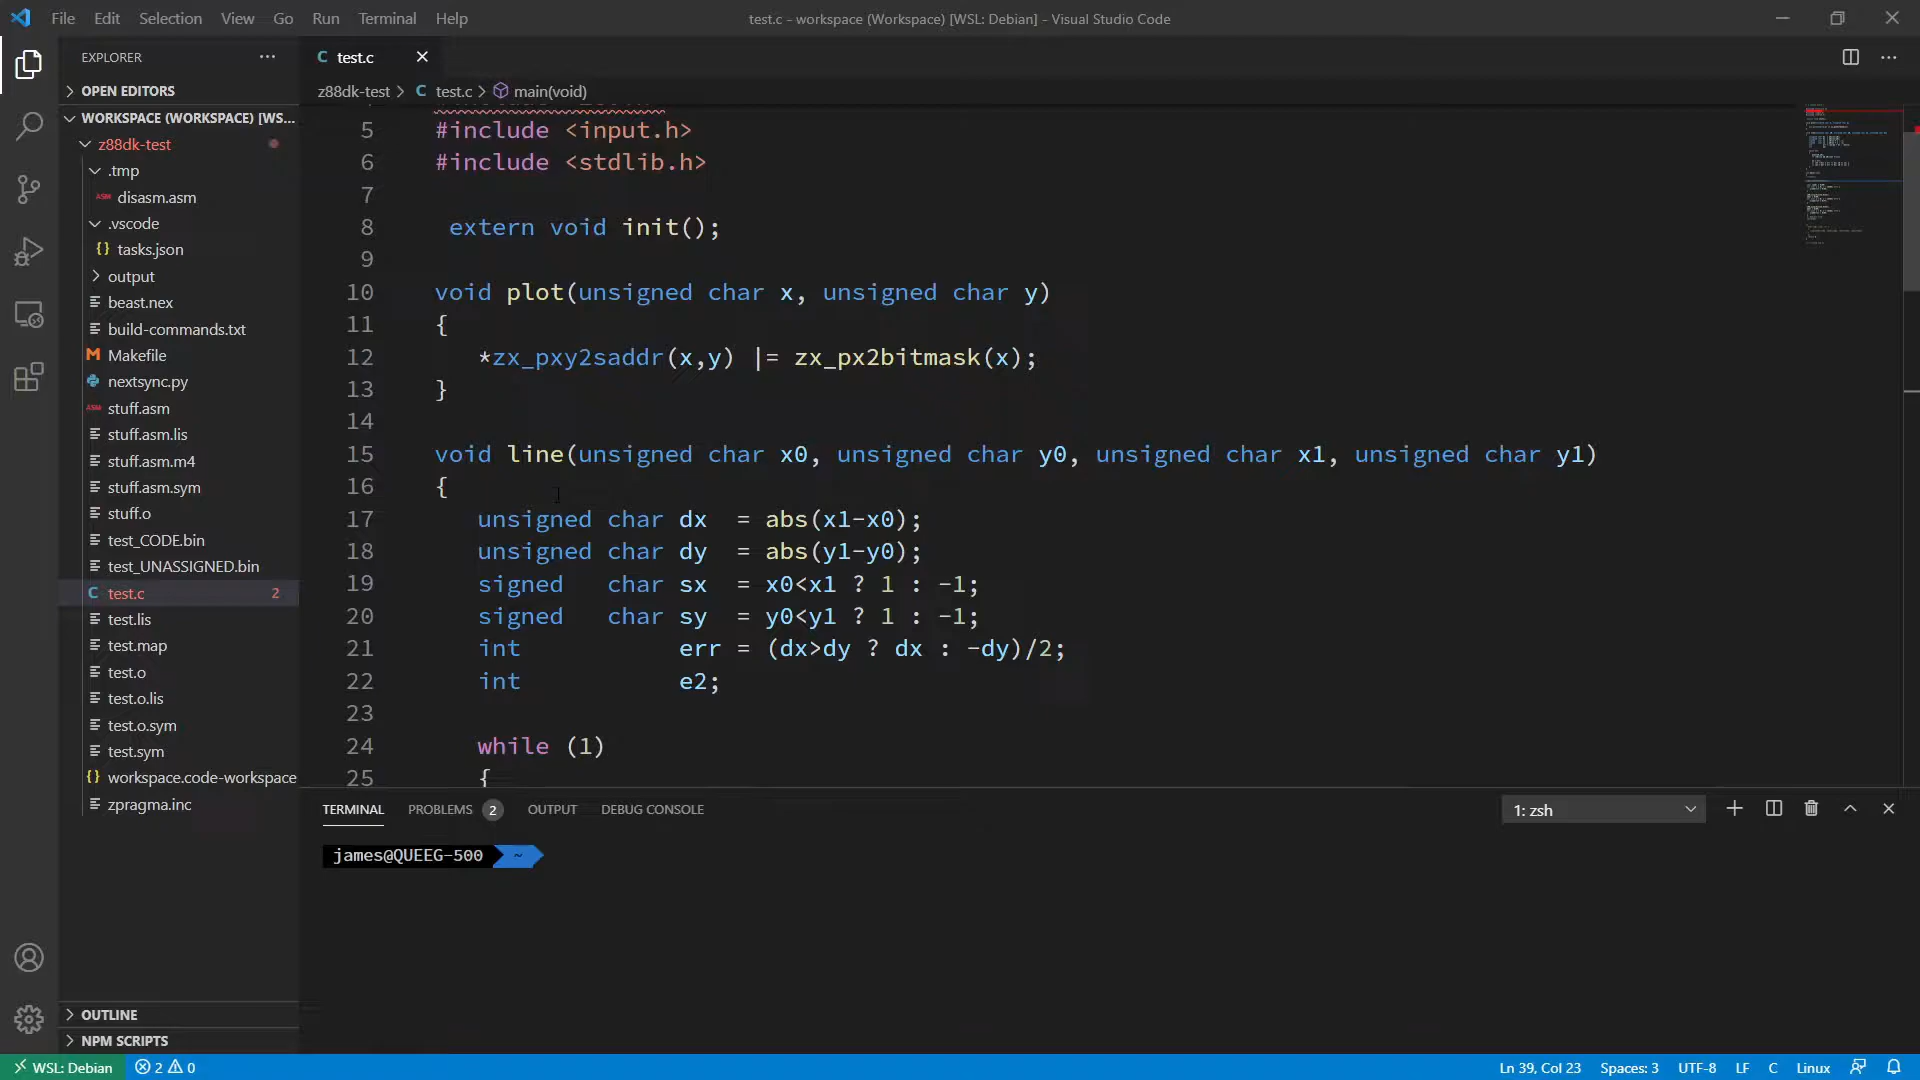 File Edit Selection View Go Run Terminal Help
test.c - workspace (Workspace) [WSL: Debian] - Visual Studio Code
EXPLORER
OPEN EDITORS
WORKSPACE (WORKSPACE) [WS...
z88dk-test
.tmp
ASM disasm.asm
.vscode
{} tasks.json
output
beast.nex
build-commands.txt
M Makefile
nextsync.py
ASM stuff.asm
stuff.asm.lis
stuff.asm.m4
stuff.asm.sym
stuff.o
test_CODE.bin
test_UNASSIGNED.bin
C test.c 2
test.lis
test.map
test.o
test.o.lis
test.o.sym
test.sym
{} workspace.code-workspace
zpragma.inc
OUTLINE
NPM SCRIPTS
C test.c
z88dk-test > C test.c > main(void)
5 #include <input.h>
6 #include <stdlib.h>
7
8 extern void init();
9
10 void plot(unsigned char x, unsigned char y)
11 {
12 *zx_pxy2saddr(x,y) |= zx_px2bitmask(x);
13 }
14
15 void line(unsigned char x0, unsigned char y0, unsigned char x1, unsigned char y1)
16 {
17 unsigned char dx = abs(x1-x0);
18 unsigned char dy = abs(y1-y0);
19 signed char sx = x0<x1 ? 1 : -1;
20 signed char sy = y0<y1 ? 1 : -1;
21 int err = (dx>dy ? dx : -dy)/2;
22 int e2;
23
24 while (1)
25 {
TERMINAL PROBLEMS 2 OUTPUT DEBUG CONSOLE
1: zsh
james@QUEEG-500 ~
WSL: Debian 2 0
Ln 39, Col 23 Spaces: 3 UTF-8 LF C Linux